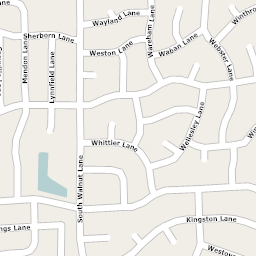 Wayland Lane
Sherborn Lane
Weston Lane
Wareham Lane
Waban Lane
Webster Lane
Mendon Lane
Lynnfield Lane
Wellesley Lane
Whittier Lane
South Walnut Lane
Kingston Lane